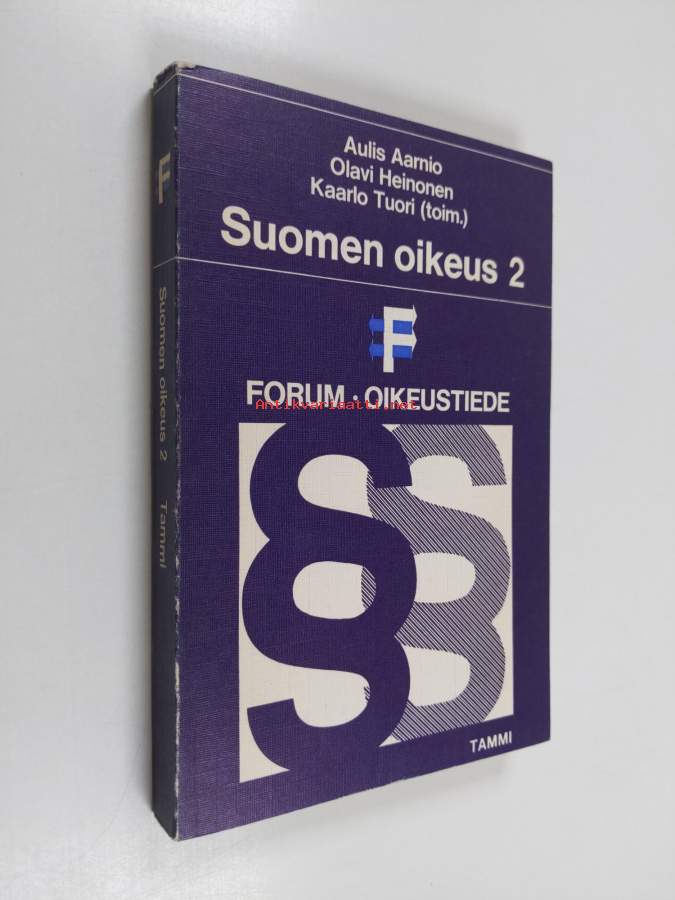 Aulis Aarnio
Olavi Heinonen
Kaarlo Tuori (toim.)
Suomen oikeus 2
F
FORUM • OIKEUSTIEDE
Antikvariaatti.net
§§
TAMMI
F
Suomen oikeus 2
Tammi